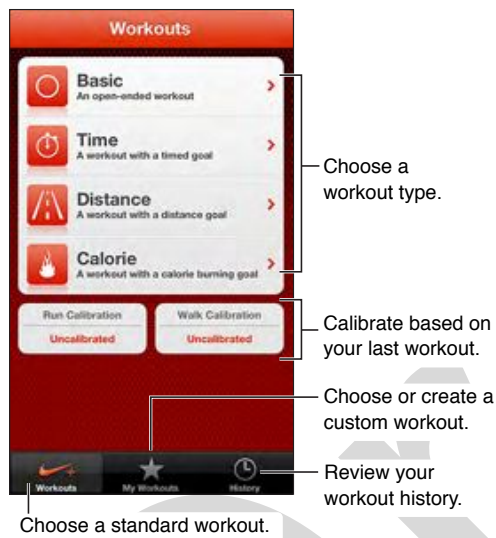 Workouts
Basic
An open-ended workout
Time
A workout with a timed goal
Distance
A workout with a distance goal
Calorie
A workout with a calorie burning goal
Choose a
workout type.
Run Calibration
Uncalibrated
Walk Calibration
Uncalibrated
Calibrate based on
your last workout.
Choose or create a
custom workout.
Workouts
My Workouts
History
Review your
workout history.
Choose a standard workout.